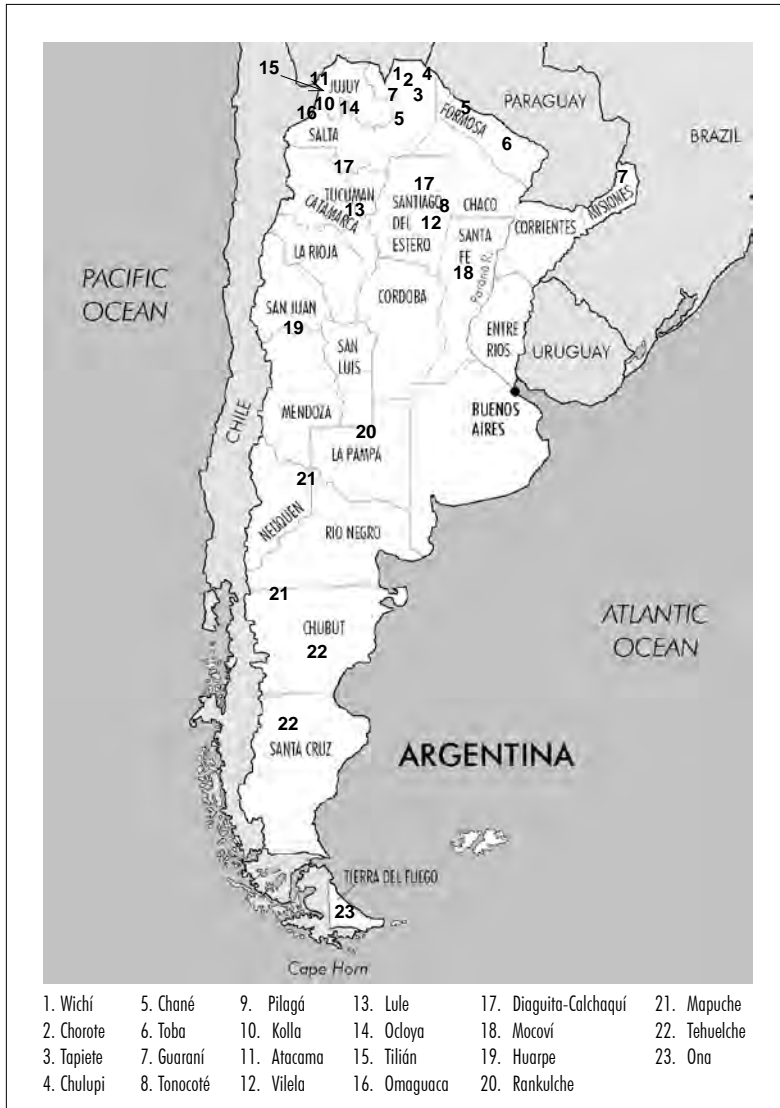 15
11
1
4
2
JUJUY
7
3
PARAGUAY
10
14
5
16
5
FORMOSA
SALTA
6
BRAZIL
17
17
7
TUCUMAN
MISIONES
CATAMARCA
13
SANTIAGO
DEL
ESTERO
8
12
CHACO
CORRIENTES
SANTA
FE
LA RIOJA
18
Paraná R.
PACIFIC
OCEAN
CORDOBA
SAN JUAN
19
ENTRE
RIOS
SAN
LUIS
URUGUAY
CHILE
MENDOZA
BUENOS
AIRES
20
LA PAMPA
21
NEUQUEN
RIO NEGRO
21
ATLANTIC
OCEAN
CHUBUT
22
22
SANTA CRUZ
ARGENTINA
TIERRA DEL FUEGO
23
Cape Horn
1. Wichí 5. Chané 9. Pilagá 13. Lule 17. Diaguita-Calchaquí 21. Mapuche
2. Chorote 6. Toba 10. Kolla 14. Ocloya 18. Mocoví 22. Tehuelche
3. Tapiete 7. Guaraní 11. Atacama 15. Tilián 19. Huarpe 23. Ona
4. Chulupi 8. Tonocoté 12. Vilela 16. Omaguaca 20. Rankulche